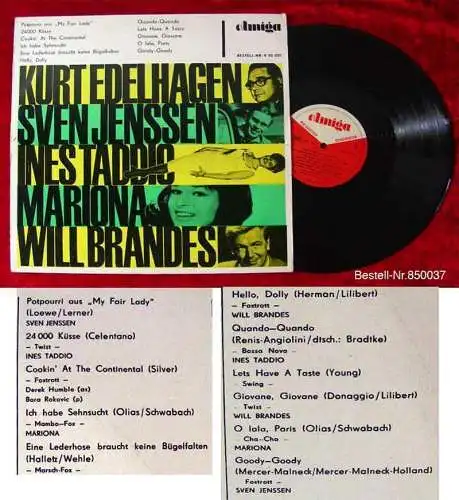 Potpourri aus „My Fair Lady"
24000 Küsse
Cookin' At The Continental
Ich habe Sehnsucht
Eine Lederhose braucht keine Bügelfalten
Hello, Dolly
Quando-Quando
Lets Have A Taste
Giovane, Giovane
O lala, Paris
Goody-Goody
Amiga
KURT EDELHAGEN
SVEN JENSSEN
INES TADDIO
MARIONA
WILL BRANDES
Amiga
Bestell-Nr.850037
Potpourri aus „My Fair Lady"
(Loewe/Lerner)
SVEN JENSSEN
24 000 Küsse (Celentano)
– Twist –
INES TADDIO
Cookin' At The Continental (Silver)
– Foxtrott –
Derek Humble (as)
Bora Rokovic (p)
Ich habe Sehnsucht (Olias/Schwabach)
– Mambo-Fox –
MARIONA
Eine Lederhose braucht keine Bügelfalten
(Halletz/Wehle)
– Marsch-Fox –
Hello, Dolly (Herman/Lilibert)
– Foxtrott –
WILL BRANDES
Quando—Quando
(Renis-Angiolini/dtsch.: Bradtke)
– Bossa Nova –
INES TADDIO
Lets Have A Taste (Young)
– Swing –
Giovane, Giovane (Donaggio/Lilibert)
– Twist –
WILL BRANDES
O lala, Paris (Olias/Schwabach)
Cha-Cha –
MARIONA
Goody—Goody
(Mercer-Malneck/Mercer-Malneck-Holland)
Foxtrott –
SVEN JENSSEN